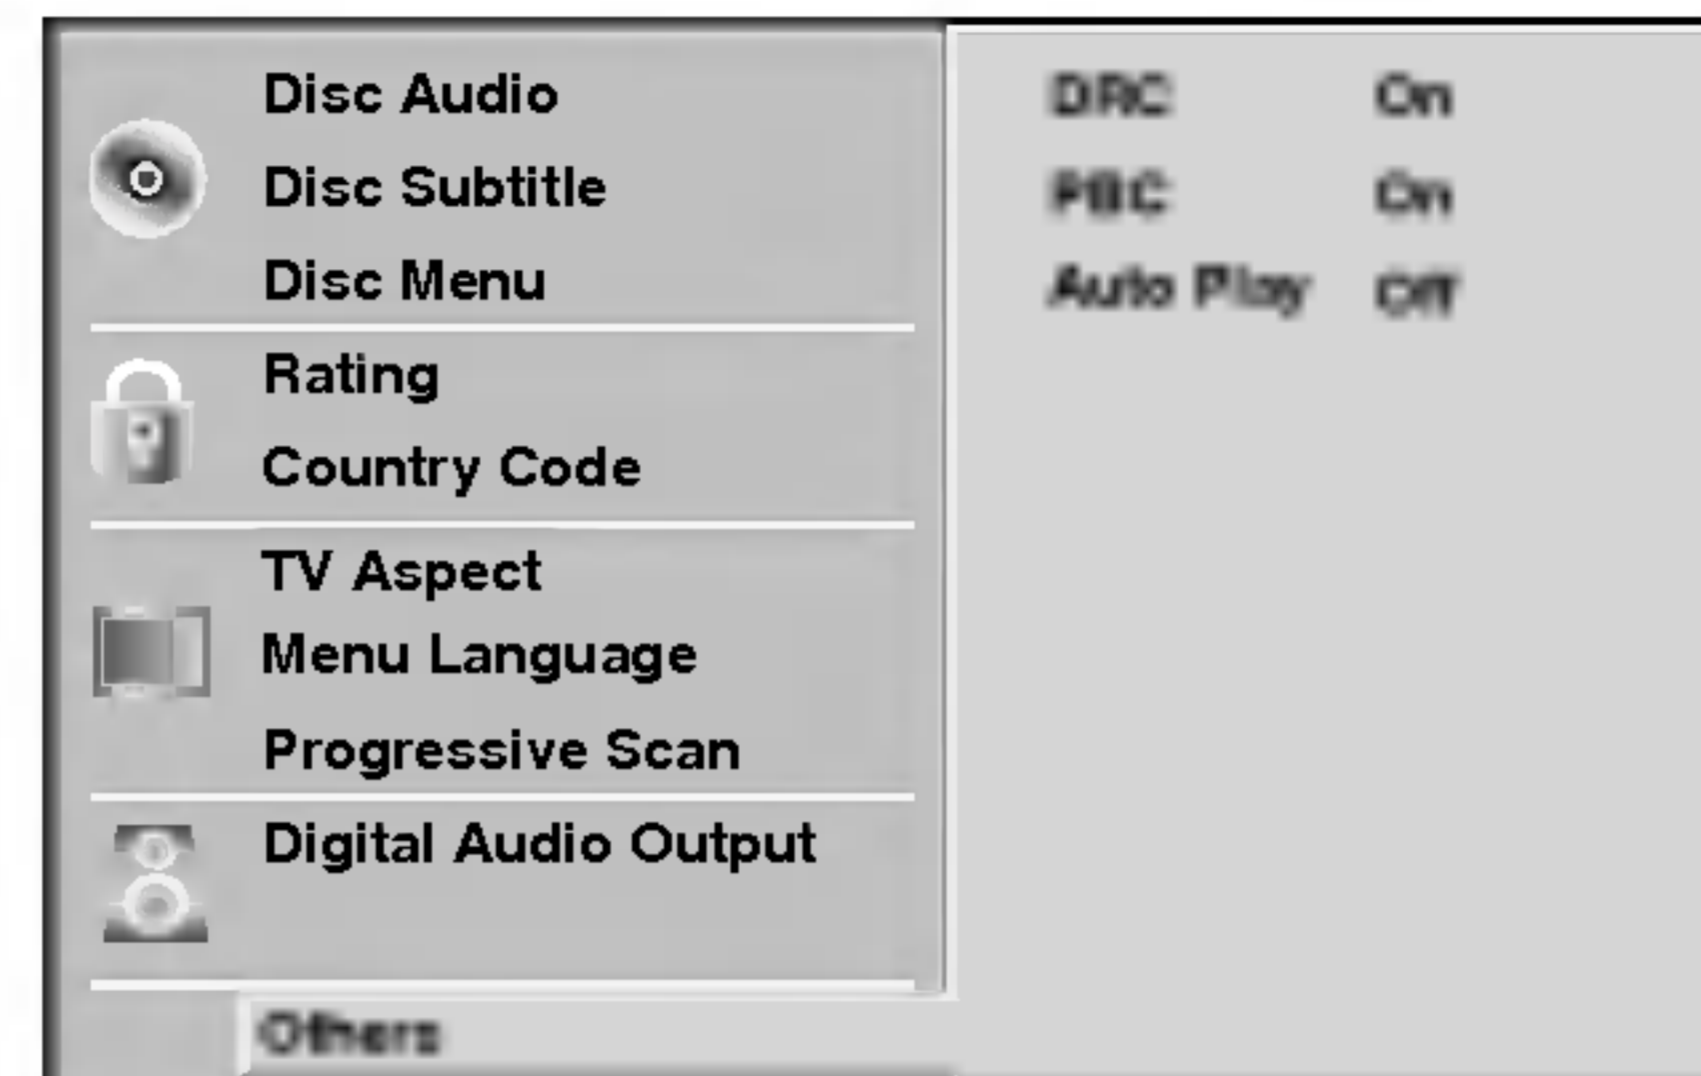 Disc Audio
Disc Subtitle
Disc Menu
Rating
Country Code
TV Aspect
Menu Language
Progressive Scan
Digital Audio Output
Others
DRC On
PBC On
Auto Play Off